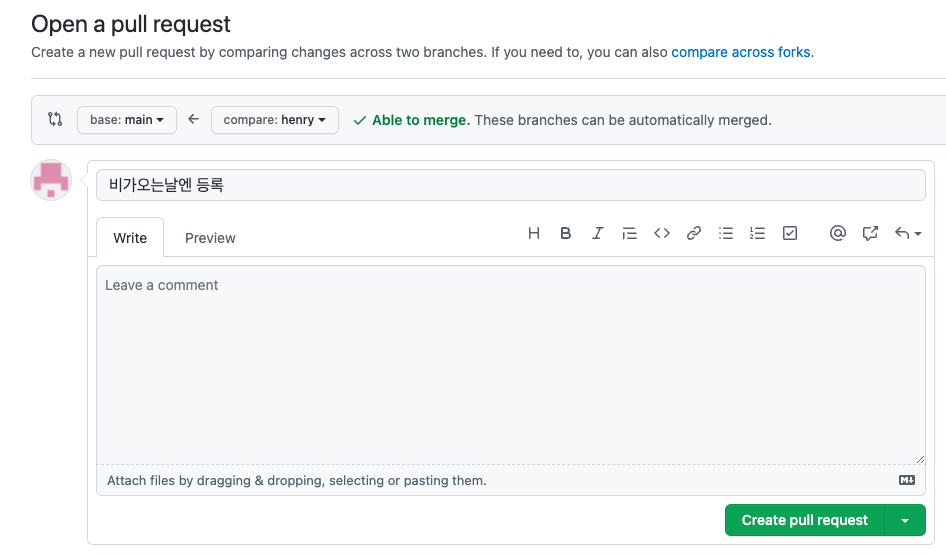 Open a pull request
Create a new pull request by comparing changes across two branches. If you need to, you can also compare across forks.
base: main compare: henry Able to merge. These branches can be automatically merged.
비가오는날엔 등록
Write Preview H B I
Leave a comment
Attach files by dragging & dropping, selecting or pasting them.
Create pull request